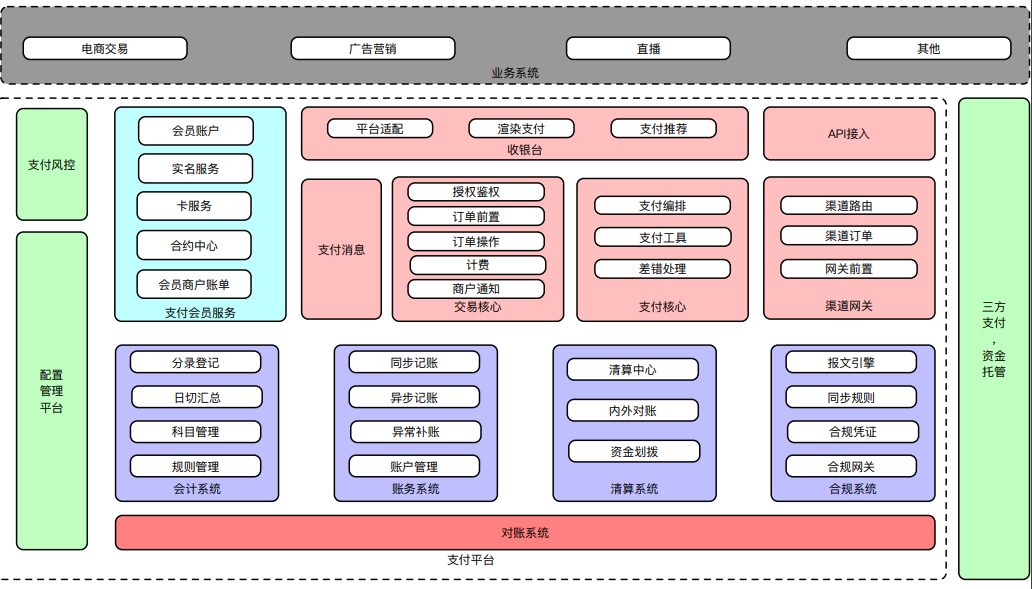 电商交易
广告营销
直播
其他
业务系统
支付风控
配置
管理
平台
会员账户
实名服务
卡服务
合约中心
会员商户账单
支付会员服务
平台适配
渲染支付
支付推荐
收银台
API接入
支付消息
授权鉴权
订单前置
订单操作
计费
商户通知
交易核心
支付编排
支付工具
差错处理
支付核心
渠道路由
渠道订单
网关前置
渠道网关
分录登记
日切汇总
科目管理
规则管理
会计系统
同步记账
异步记账
异常补账
账户管理
账务系统
清算中心
内外对账
资金划拨
清算系统
报文引擎
同步规则
合规凭证
合规网关
合规系统
对账系统
支付平台
三方
支付
，
资金
托管